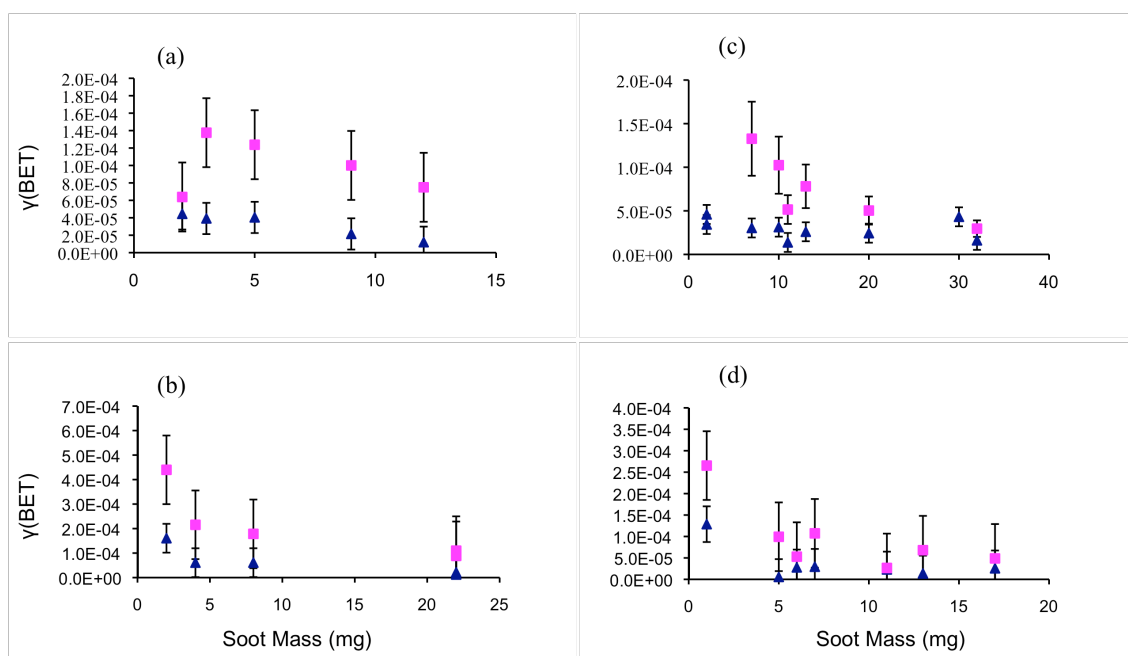 (a)
γ(BET)
2.0E-04
1.8E-04
1.6E-04
1.4E-04
1.2E-04
1.0E-04
8.0E-05
6.0E-05
4.0E-05
2.0E-05
0.0E+00
0 5 10 15
(c)
2.0E-04
1.5E-04
1.0E-04
5.0E-05
0.0E+00
0 10 20 30 40
(b)
γ(BET)
7.0E-04
6.0E-04
5.0E-04
4.0E-04
3.0E-04
2.0E-04
1.0E-04
0.0E+00
0 5 10 15 20 25
Soot Mass (mg)
(d)
4.0E-04
3.5E-04
3.0E-04
2.5E-04
2.0E-04
1.5E-04
1.0E-04
5.0E-05
0.0E+00
0 5 10 15 20
Soot Mass (mg)